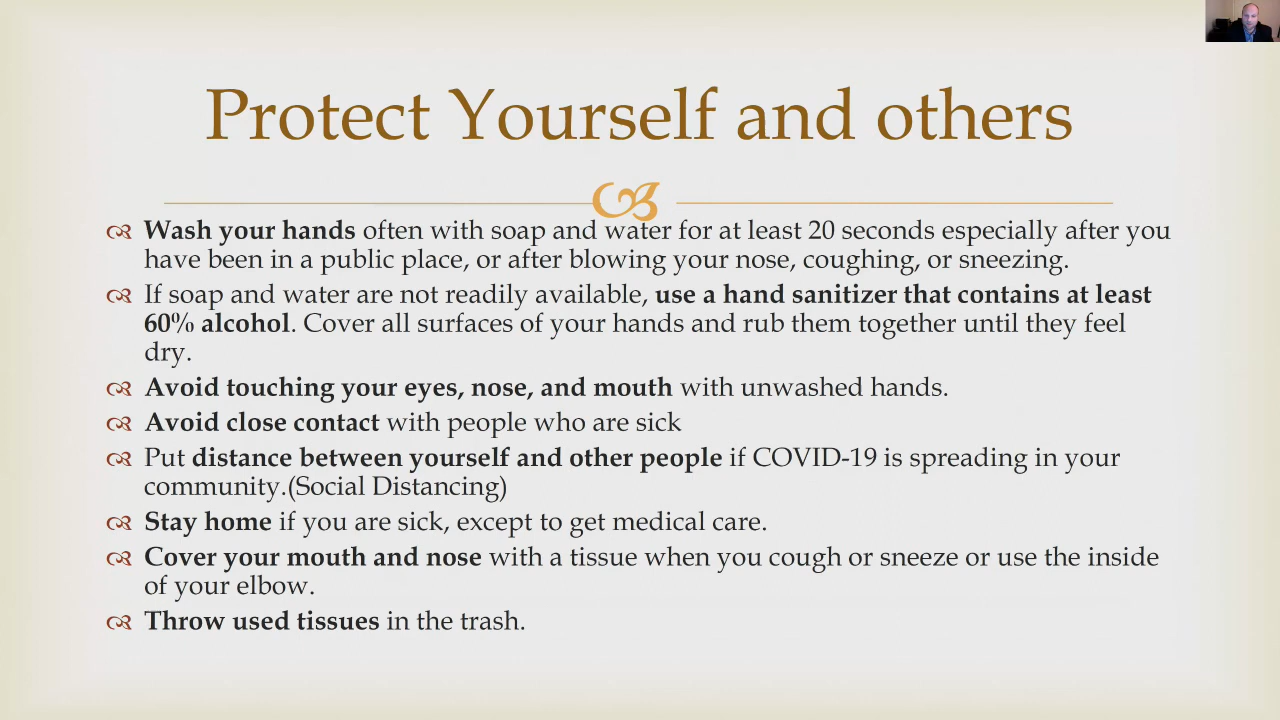 Protect Yourself and others
Wash your hands often with soap and water for at least 20 seconds especially after you
have been in a public place, or after blowing your nose, coughing, or sneezing.
If soap and water are not readily available, use a hand sanitizer that contains at least
60% alcohol. Cover all surfaces of your hands and rub them together until they feel
dry.
Avoid touching your eyes, nose, and mouth with unwashed hands.
Avoid close contact with people who are sick
Put distance between yourself and other people if COVID-19 is spreading in your
community.(Social Distancing)
Stay home if you are sick, except to get medical care.
Cover your mouth and nose with a tissue when you cough or sneeze or use the inside
of your elbow.
Throw used tissues in the trash.